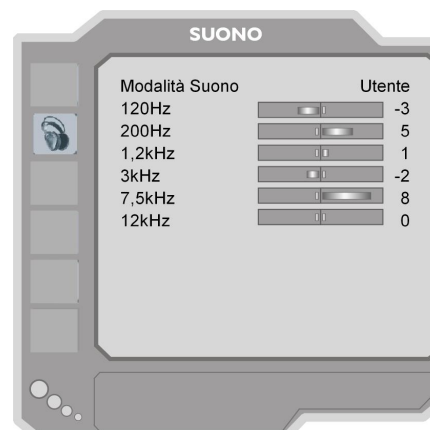 SUONO
Modalità Suono Utente
120Hz -3
200Hz 5
1,2kHz 1
3kHz -2
7,5kHz 8
12kHz 0